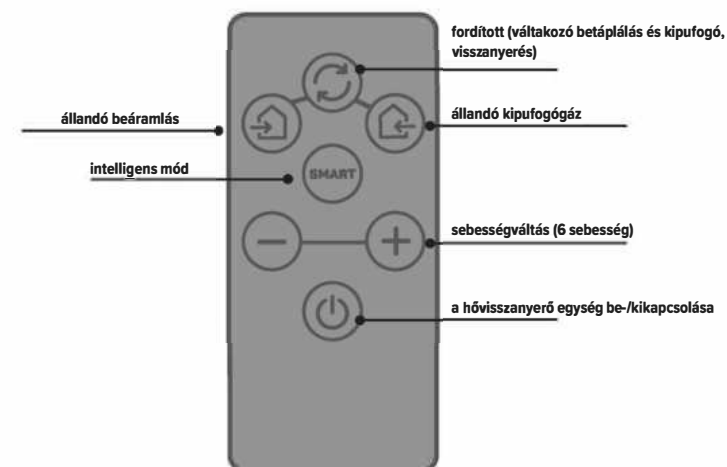 fordított (váltakozó betáplálás és kipufogó,
visszanyerés)
állandó beáramlás
állandó kipufogógáz
intelligens mód
SMART
sebességváltás (6 sebesség)
a hővisszanyerő egység be-/kikapcsolása